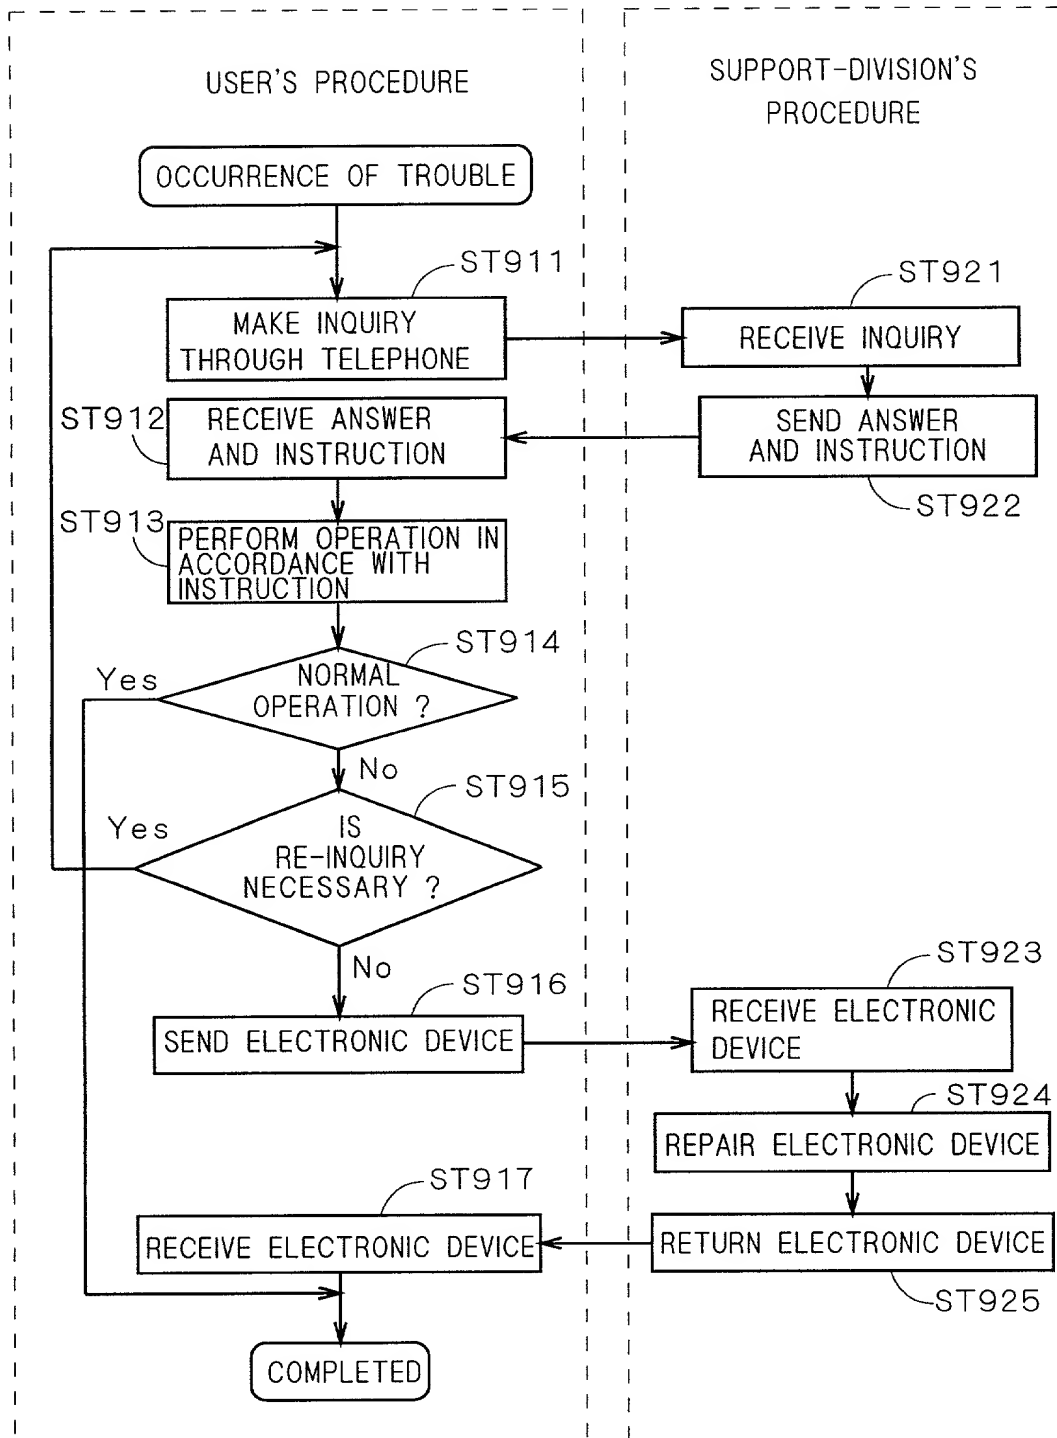 USER'S PROCEDURE
SUPPORT-DIVISION'S
PROCEDURE
OCCURRENCE OF TROUBLE
ST911
MAKE INQUIRY
THROUGH TELEPHONE
ST921
RECEIVE INQUIRY
ST912
RECEIVE ANSWER
AND INSTRUCTION
SEND ANSWER
AND INSTRUCTION
ST922
ST913
PERFORM OPERATION IN
ACCORDANCE WITH
INSTRUCTION
ST914
Yes
NORMAL
OPERATION ?
No
ST915
Yes
IS
RE-INQUIRY
NECESSARY ?
No
ST916
SEND ELECTRONIC DEVICE
ST923
RECEIVE ELECTRONIC
DEVICE
ST924
REPAIR ELECTRONIC DEVICE
ST917
RECEIVE ELECTRONIC DEVICE
RETURN ELECTRONIC DEVICE
ST925
COMPLETED